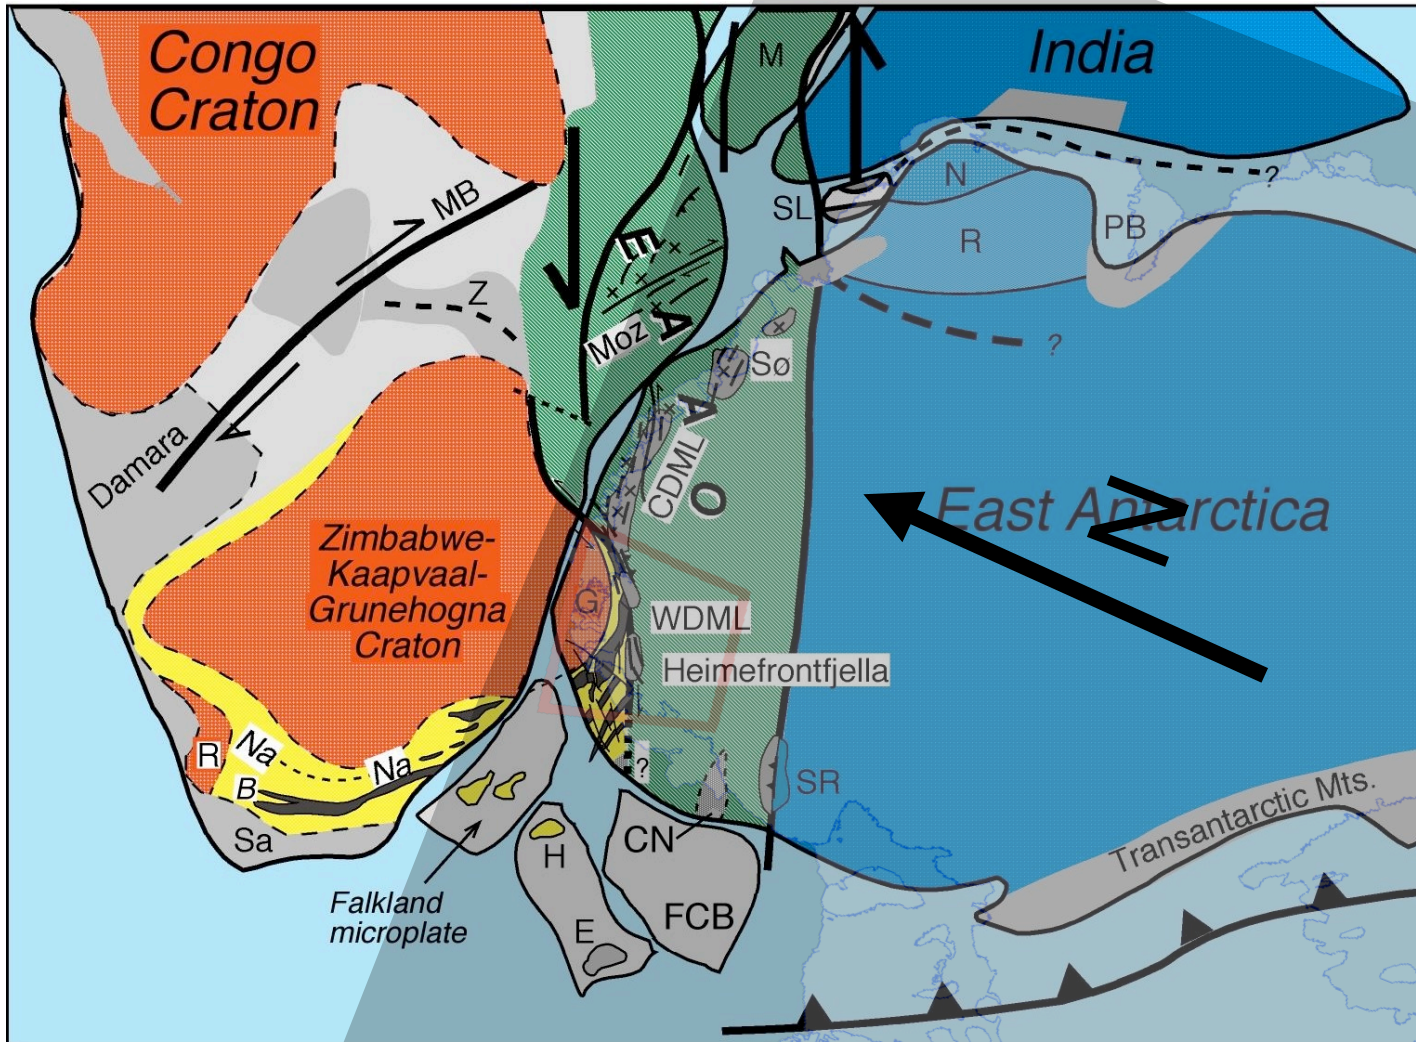 Congo
Craton
M
India
MB
SL
N
?
PB
R
Z
E
A
Moz
?
Sø
A
CDML
O
Damara
East Antarctica
N
Zimbabwe-
Kaapvaal-
Grunehogna
Craton
G
WDML
Heimefrontfjella
R
Na
Na
B
?
SR
Transantarctic Mts.
Sa
CN
H
Falkland
microplate
FCB
E